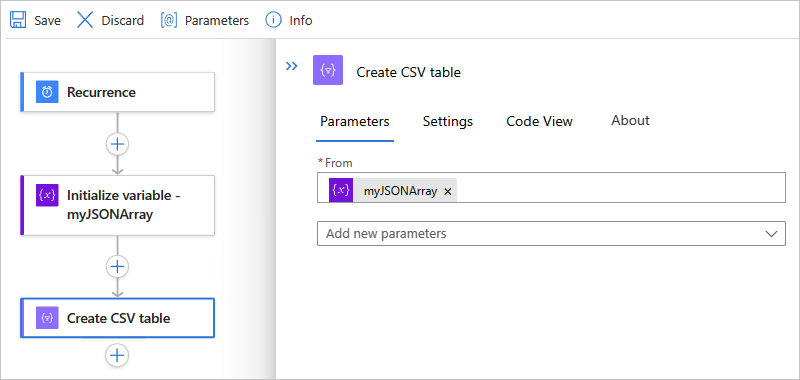 Save Discard [@] Parameters Info
Recurrence
Initialize variable -
myJSONArray
Create CSV table
Create CSV table
Parameters Settings Code View About
* From
{x} myJSONArray ×
Add new parameters